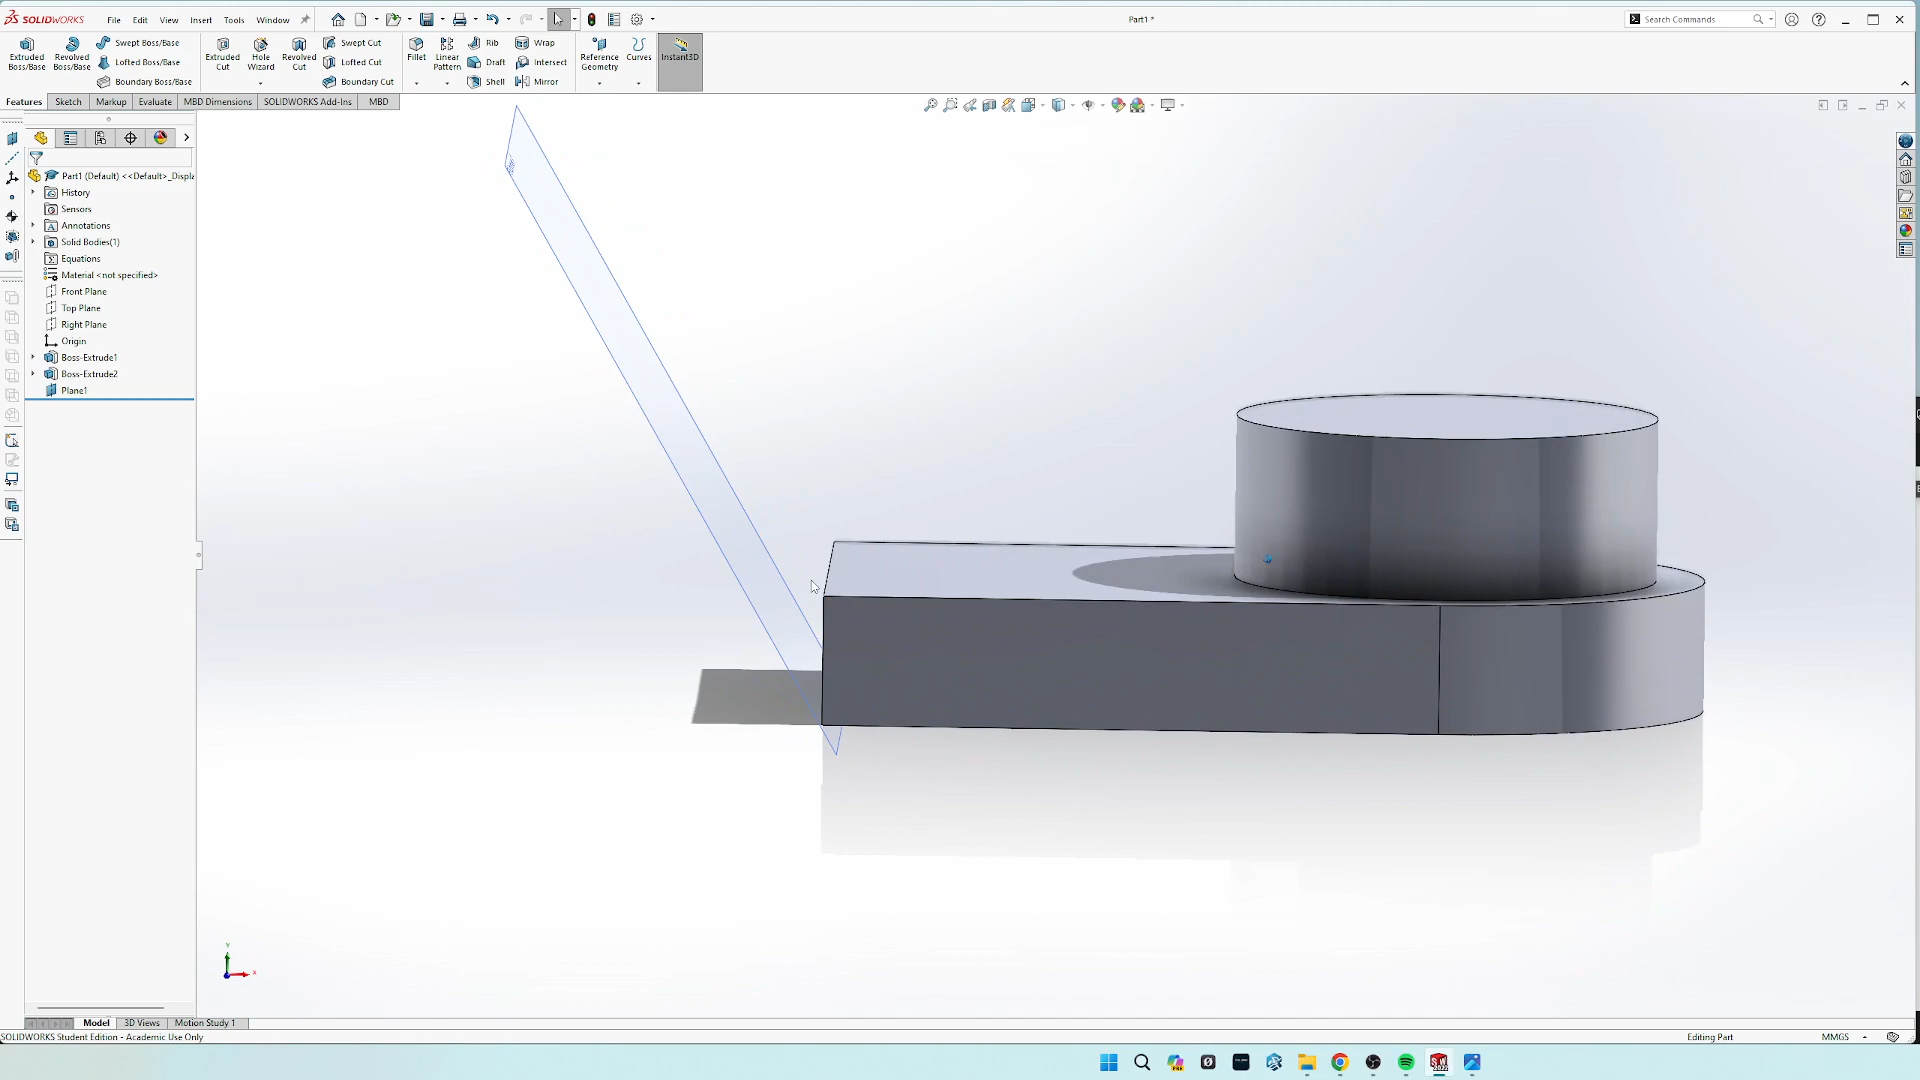 SOLIDWORKS
File
Edit
View
Insert
Tools
Window
Part1 *
Search Commands
Extruded Boss/Base
Revolved Boss/Base
Swept Boss/Base
Lofted Boss/Base
Boundary Boss/Base
Extruded Cut
Hole Wizard
Revolved Cut
Swept Cut
Lofted Cut
Boundary Cut
Fillet
Linear Pattern
Rib
Draft
Shell
Wrap
Intersect
Mirror
Reference Geometry
Curves
Instant3D
Features
Sketch
Markup
Evaluate
MBD Dimensions
SOLIDWORKS Add-Ins
MBD
Part1 (Default) <<Default>_Displa
History
Sensors
Annotations
Solid Bodies(1)
Equations
Material <not specified>
Front Plane
Top Plane
Right Plane
Origin
Boss-Extrude1
Boss-Extrude2
Plane1
Y
X
Model
3D Views
Motion Study 1
SOLIDWORKS Student Edition - Academic Use Only
Editing Part
MMGS